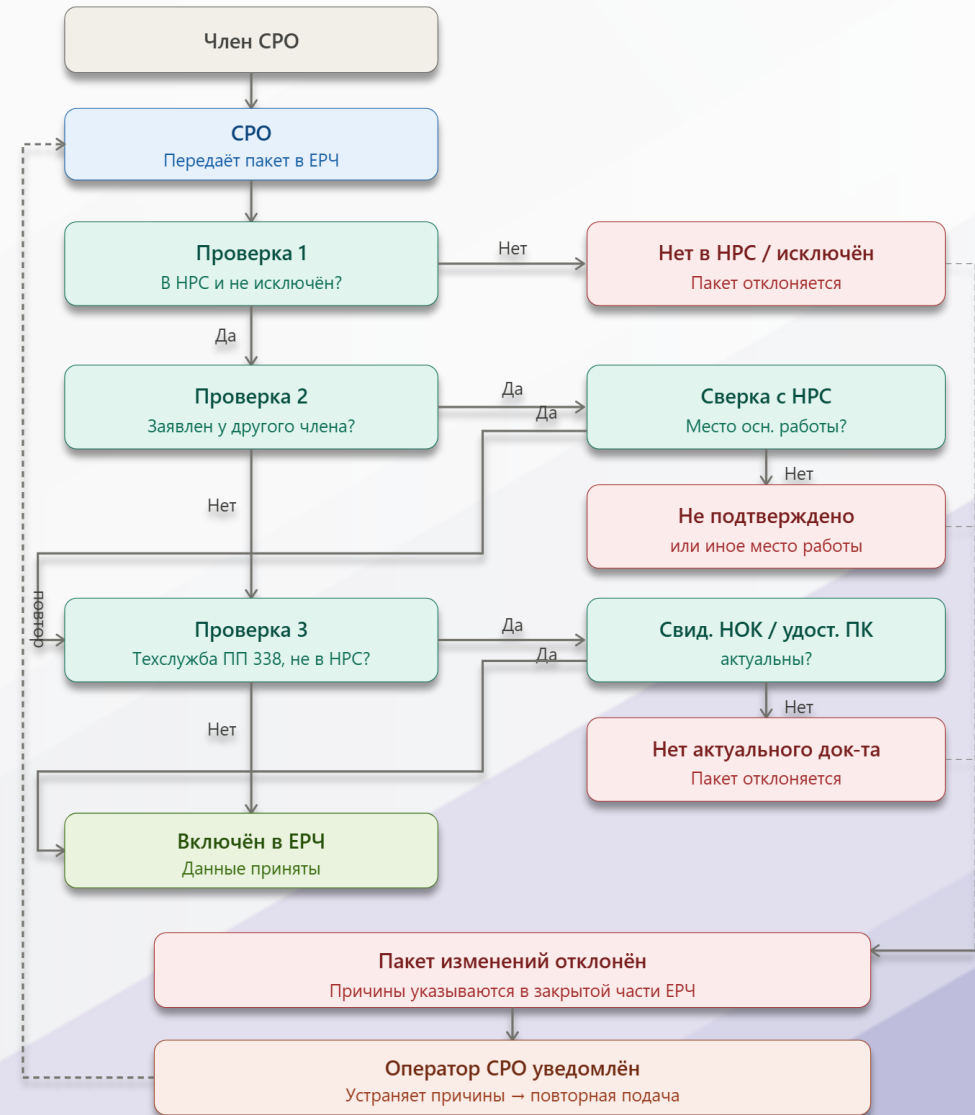 Член СРО
СРО
Передаёт пакет в ЕРЧ
Проверка 1
В НРС и не исключён?
Нет
Нет в НРС / исключён
Пакет отклоняется
Да
Проверка 2
Заявлен у другого члена?
Да
Да
Сверка с НРС
Место осн. работы?
Нет
Нет
Не подтверждено
или иное место работы
повтор
Проверка 3
Техслужба ПП 338, не в НРС?
Да
Да
Свид. НОК / удост. ПК
актуальны?
Нет
Нет
Нет актуального док-та
Пакет отклоняется
Включён в ЕРЧ
Данные приняты
Пакет изменений отклонён
Причины указываются в закрытой части ЕРЧ
Оператор СРО уведомлён
Устраняет причины → повторная подача